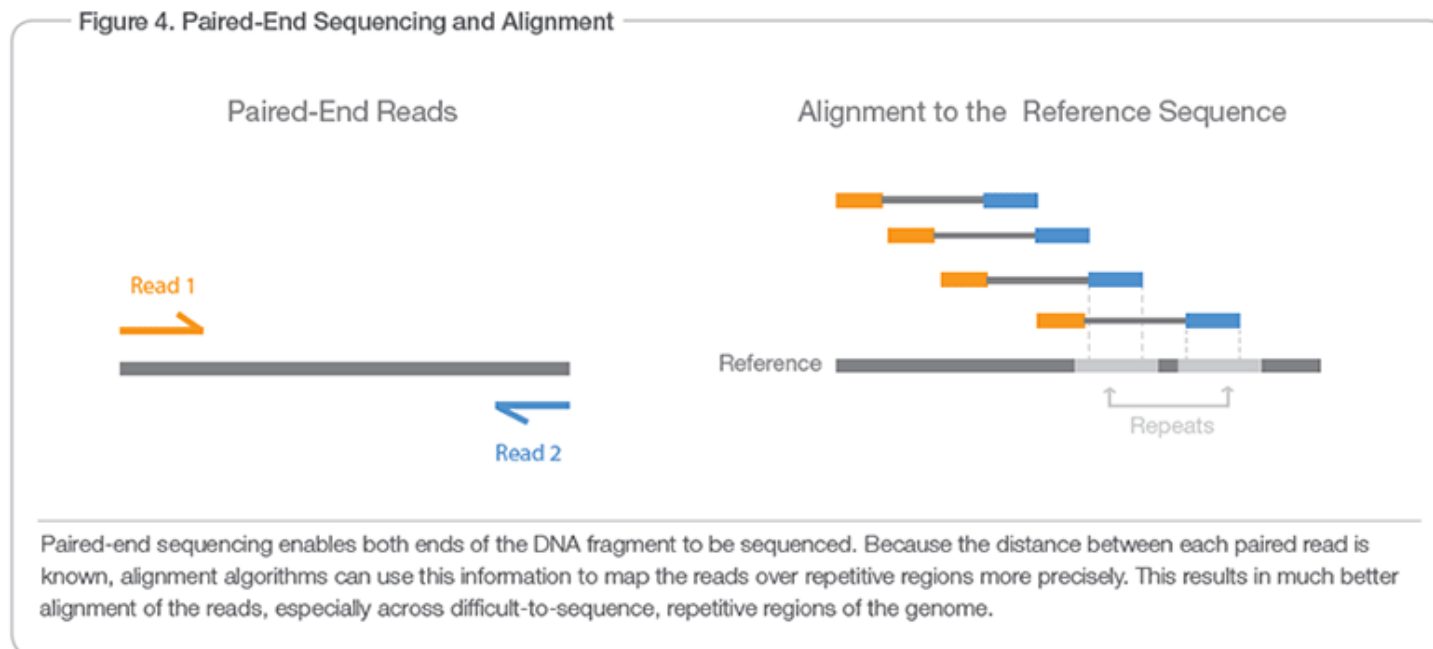 Figure 4. Paired-End Sequencing and Alignment
Paired-End Reads
Read 1
Read 2
Alignment to the Reference Sequence
Reference
Repeats
Paired-end sequencing enables both ends of the DNA fragment to be sequenced. Because the distance between each paired read is
known, alignment algorithms can use this information to map the reads over repetitive regions more precisely. This results in much better
alignment of the reads, especially across difficult-to-sequence, repetitive regions of the genome.